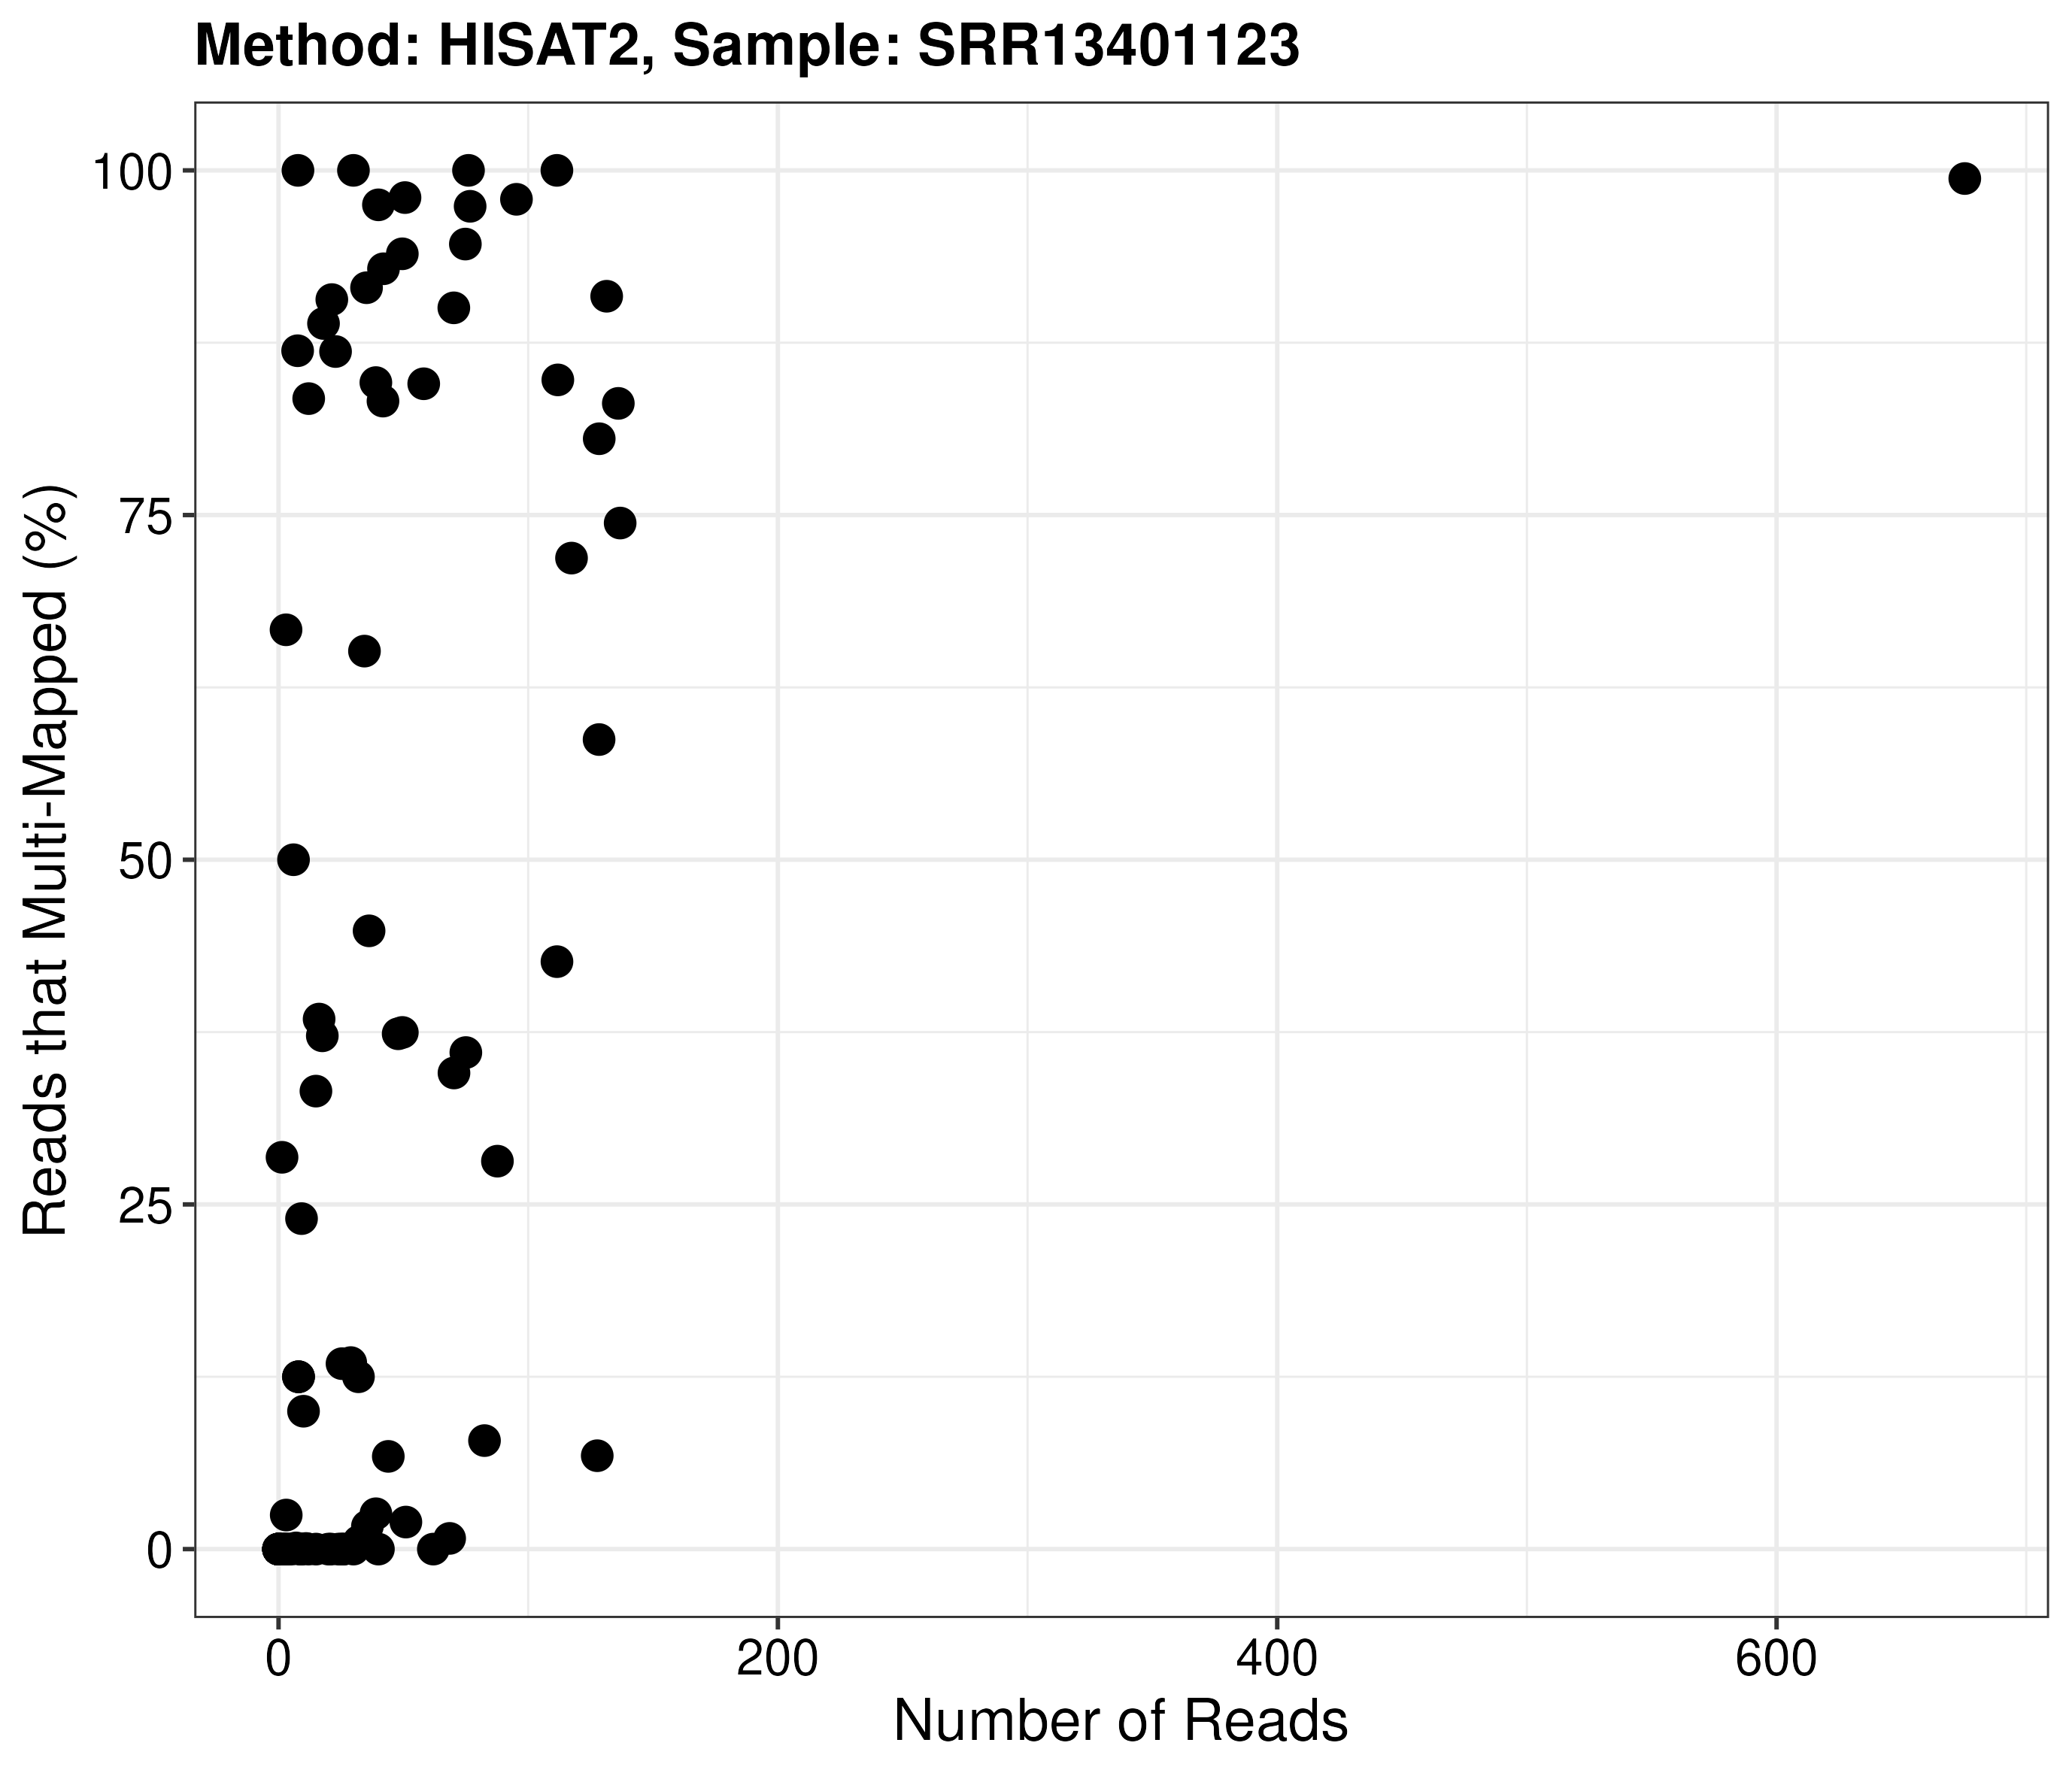 Method: HISAT2, Sample: SRR13401123
Reads that Multi-Mapped (%)
100
75
50
25
0
0 200 400 600
Number of Reads